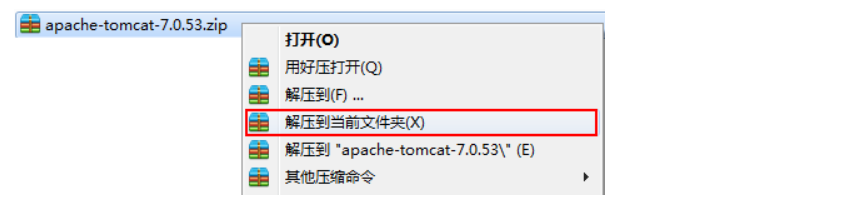 apache-tomcat-7.0.53.zip
打开(O)
用好压打开(Q)
解压到(F) ...
解压到当前文件夹(X)
解压到 "apache-tomcat-7.0.53\" (E)
其他压缩命令